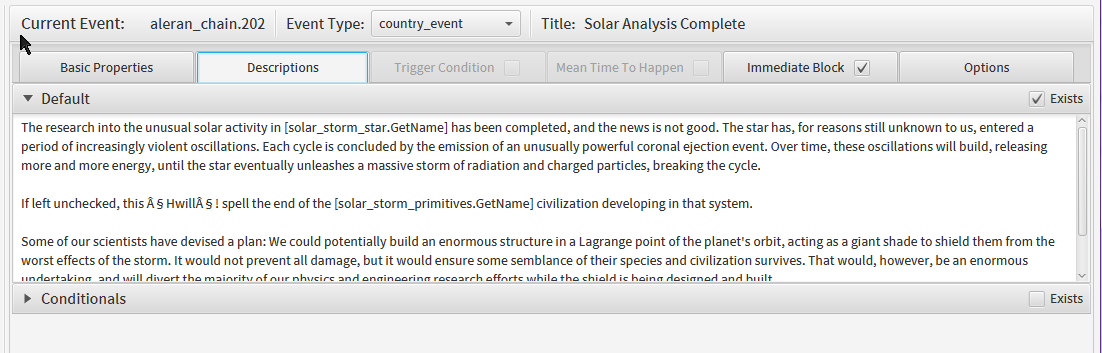 Current Event: aleran_chain.202 Event Type: country_event Title: Solar Analysis Complete
Basic Properties Descriptions Trigger Condition Mean Time To Happen Immediate Block Options
Default Exists
The research into the unusual solar activity in [solar_storm_star.GetName] has been completed, and the news is not good. The star has, for reasons still unknown to us, entered a
period of increasingly violent oscillations. Each cycle is concluded by the emission of an unusually powerful coronal ejection event. Over time, these oscillations will build, releasing
more and more energy, until the star eventually unleashes a massive storm of radiation and charged particles, breaking the cycle.
If left unchecked, this Â§HwillÂ§! spell the end of the [solar_storm_primitives.GetName] civilization developing in that system.
Some of our scientists have devised a plan: We could potentially build an enormous structure in a Lagrange point of the planet's orbit, acting as a giant shade to shield them from the
worst effects of the storm. It would not prevent all damage, but it would ensure some semblance of their species and civilization survives. That would, however, be an enormous
undertaking, and will divert the majority of our physics and engineering research efforts while the shield is being designed and built.
Conditionals Exists